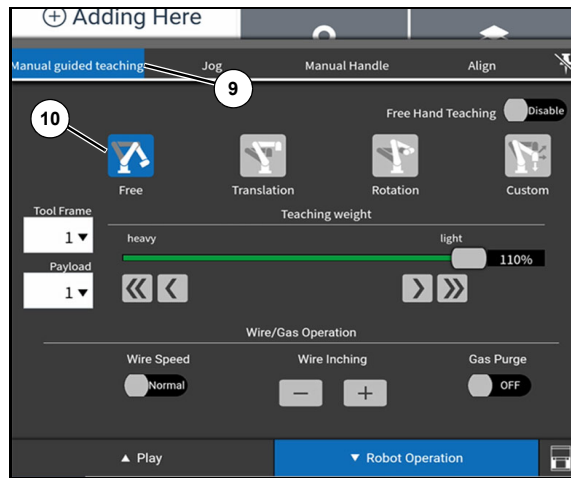 Adding Here
Manual guided teaching
Jog
Manual Handle
Align
9
10
Free Hand Teaching
Disable
Free
Translation
Rotation
Custom
Tool Frame
1
Teaching weight
heavy
light
110%
Payload
1
Wire/Gas Operation
Wire Speed
Wire Inching
Gas Purge
Normal
OFF
▲ Play
▼ Robot Operation